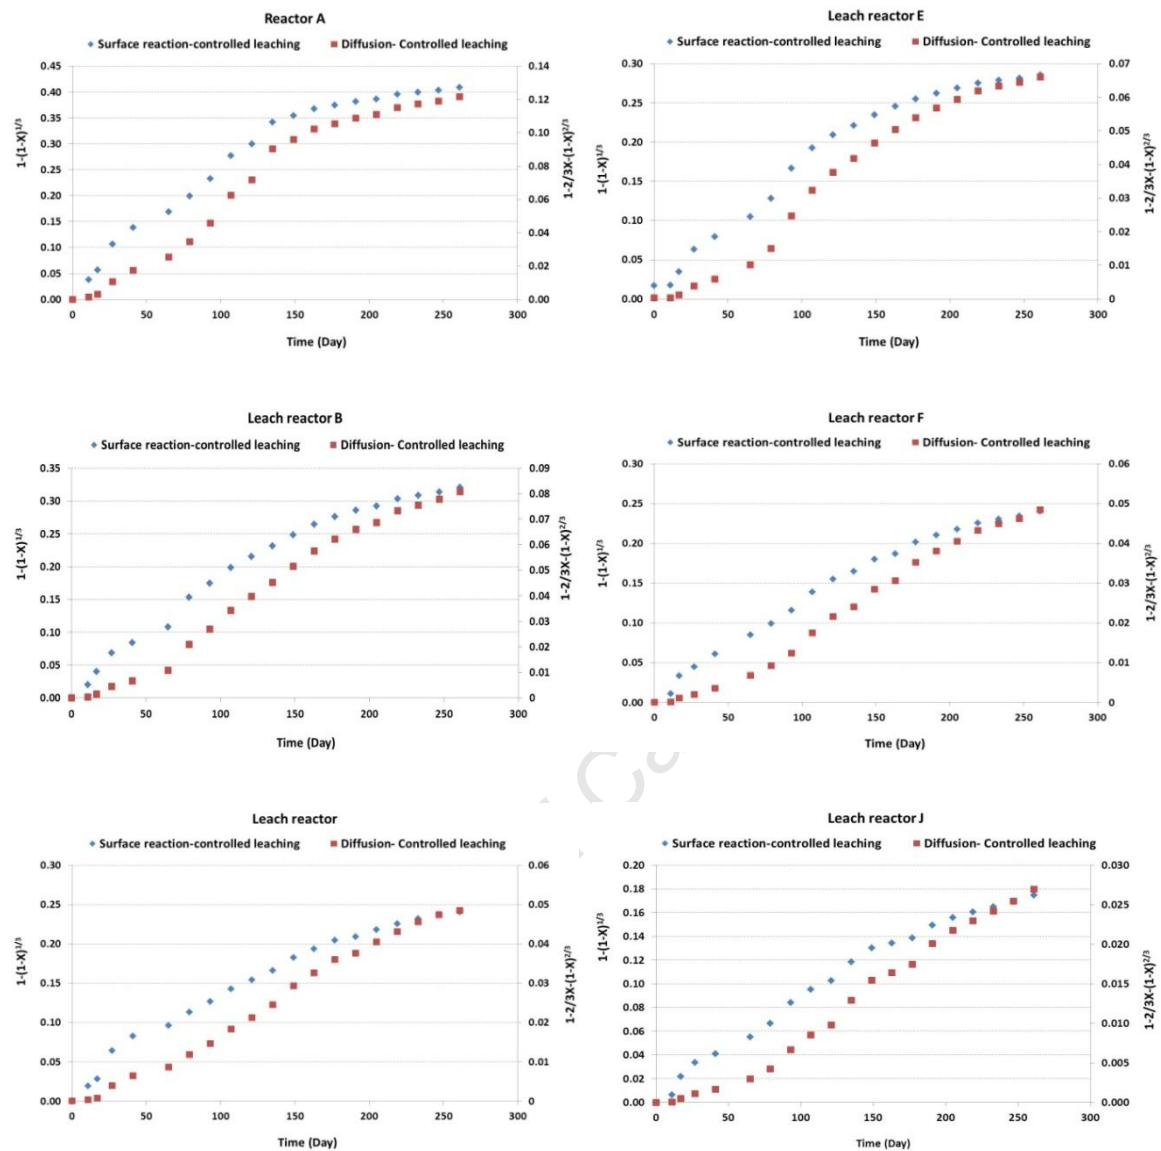 Reactor A
Surface reaction-controlled leaching Diffusion- Controlled leaching
0.45
0.40
0.35
0.30
0.25
0.20
0.15
0.10
0.05
0.00
1-(1-X)^1/3
0.14
0.12
0.10
0.08
0.06
0.04
0.02
0.00
1-2/3X-(1-X)^2/3
0 50 100 150 200 250 300
Time (Day)
Leach reactor E
Surface reaction-controlled leaching Diffusion- Controlled leaching
0.30
0.25
0.20
0.15
0.10
0.05
0.00
1-(1-X)^1/3
0.07
0.06
0.05
0.04
0.03
0.02
0.01
0
1-2/3X-(1-X)^2/3
0 50 100 150 200 250 300
Time (Day)
Leach reactor B
Surface reaction-controlled leaching Diffusion- Controlled leaching
0.35
0.30
0.25
0.20
0.15
0.10
0.05
0.00
1-(1-X)^1/3
0.09
0.08
0.07
0.06
0.05
0.04
0.03
0.02
0.01
0
1-2/3X-(1-X)^2/3
0 50 100 150 200 250 300
Time (Day)
Leach reactor F
Surface reaction-controlled leaching Diffusion- Controlled leaching
0.30
0.25
0.20
0.15
0.10
0.05
0.00
1-(1-X)^1/3
0.06
0.05
0.04
0.03
0.02
0.01
0
1-2/3X-(1-X)^2/3
0 50 100 150 200 250 300
Time (Day)
Leach reactor
Surface reaction-controlled leaching Diffusion- Controlled leaching
0.30
0.25
0.20
0.15
0.10
0.05
0.00
1-(1-X)^1/3
0.06
0.05
0.04
0.03
0.02
0.01
0
1-2/3X-(1-X)^2/3
0 50 100 150 200 250 300
Time (Day)
Leach reactor J
Surface reaction-controlled leaching Diffusion- Controlled leaching
0.20
0.18
0.16
0.14
0.12
0.10
0.08
0.06
0.04
0.02
0.00
1-(1-X)^1/3
0.030
0.025
0.020
0.015
0.010
0.005
0.000
1-2/3X-(1-X)^2/3
0 50 100 150 200 250 300
Time (Day)